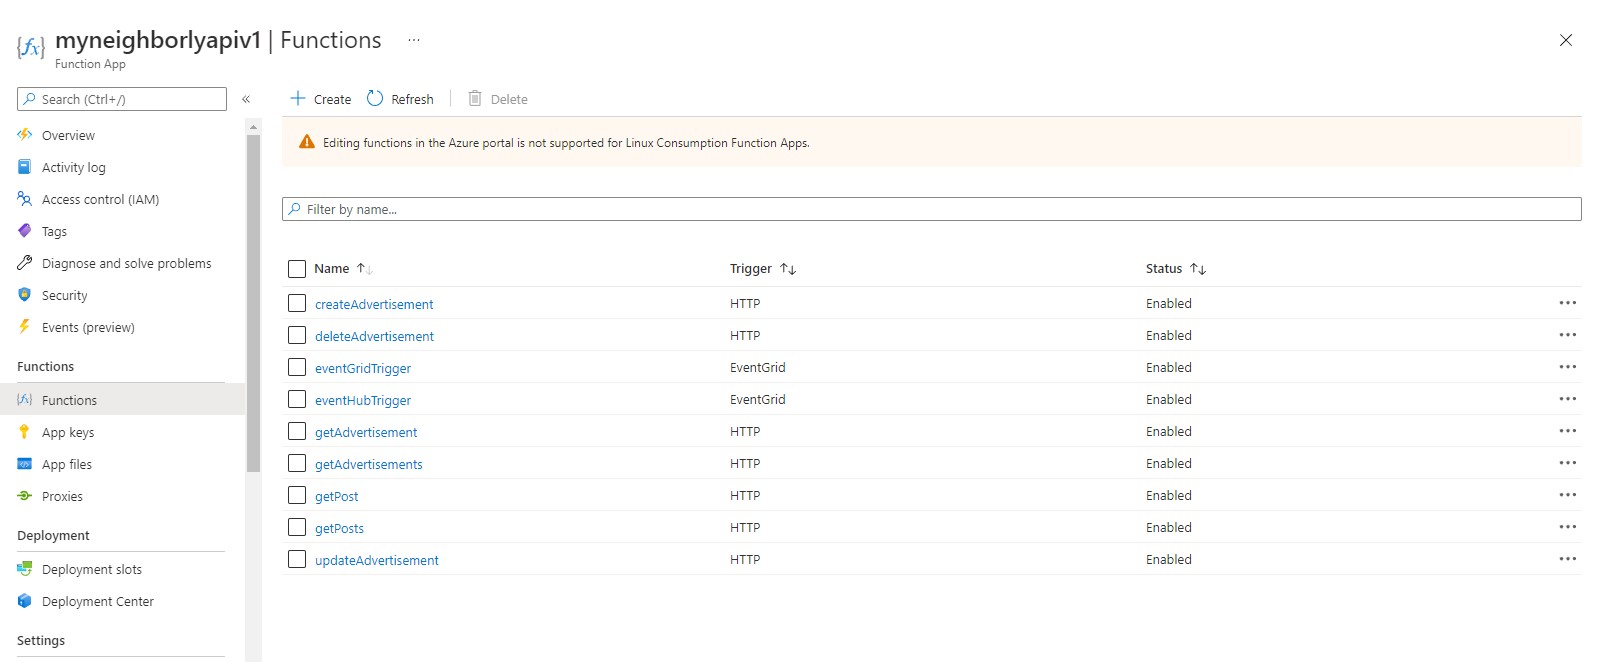 myneighborlyapiv1 | Functions ...
Function App
Search (Ctrl+/) «
Overview
Activity log
Access control (IAM)
Tags
Diagnose and solve problems
Security
Events (preview)
Functions
Functions
App keys
App files
Proxies
Deployment
Deployment slots
Deployment Center
Settings
Create Refresh Delete
Editing functions in the Azure portal is not supported for Linux Consumption Function Apps.
Filter by name...
Name Trigger Status
createAdvertisement HTTP Enabled
deleteAdvertisement HTTP Enabled
eventGridTrigger EventGrid Enabled
eventHubTrigger EventGrid Enabled
getAdvertisement HTTP Enabled
getAdvertisements HTTP Enabled
getPost HTTP Enabled
getPosts HTTP Enabled
updateAdvertisement HTTP Enabled